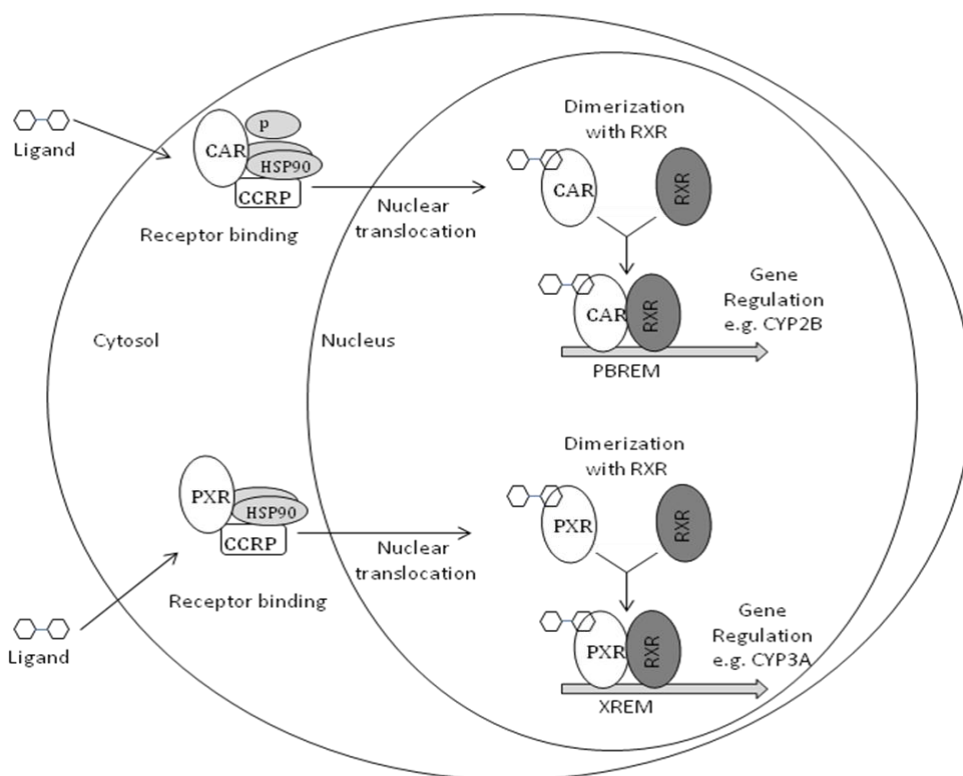 Ligand
CAR
p
HSP90
CCRP
Receptor binding
Nuclear
translocation
Dimerization
with RXR
CAR
RXR
CAR
RXR
PBREM
Gene
Regulation
e.g. CYP2B
Cytosol
Nucleus
PXR
HSP90
CCRP
Receptor binding
Ligand
Nuclear
translocation
Dimerization
with RXR
PXR
RXR
PXR
RXR
XREM
Gene
Regulation
e.g. CYP3A